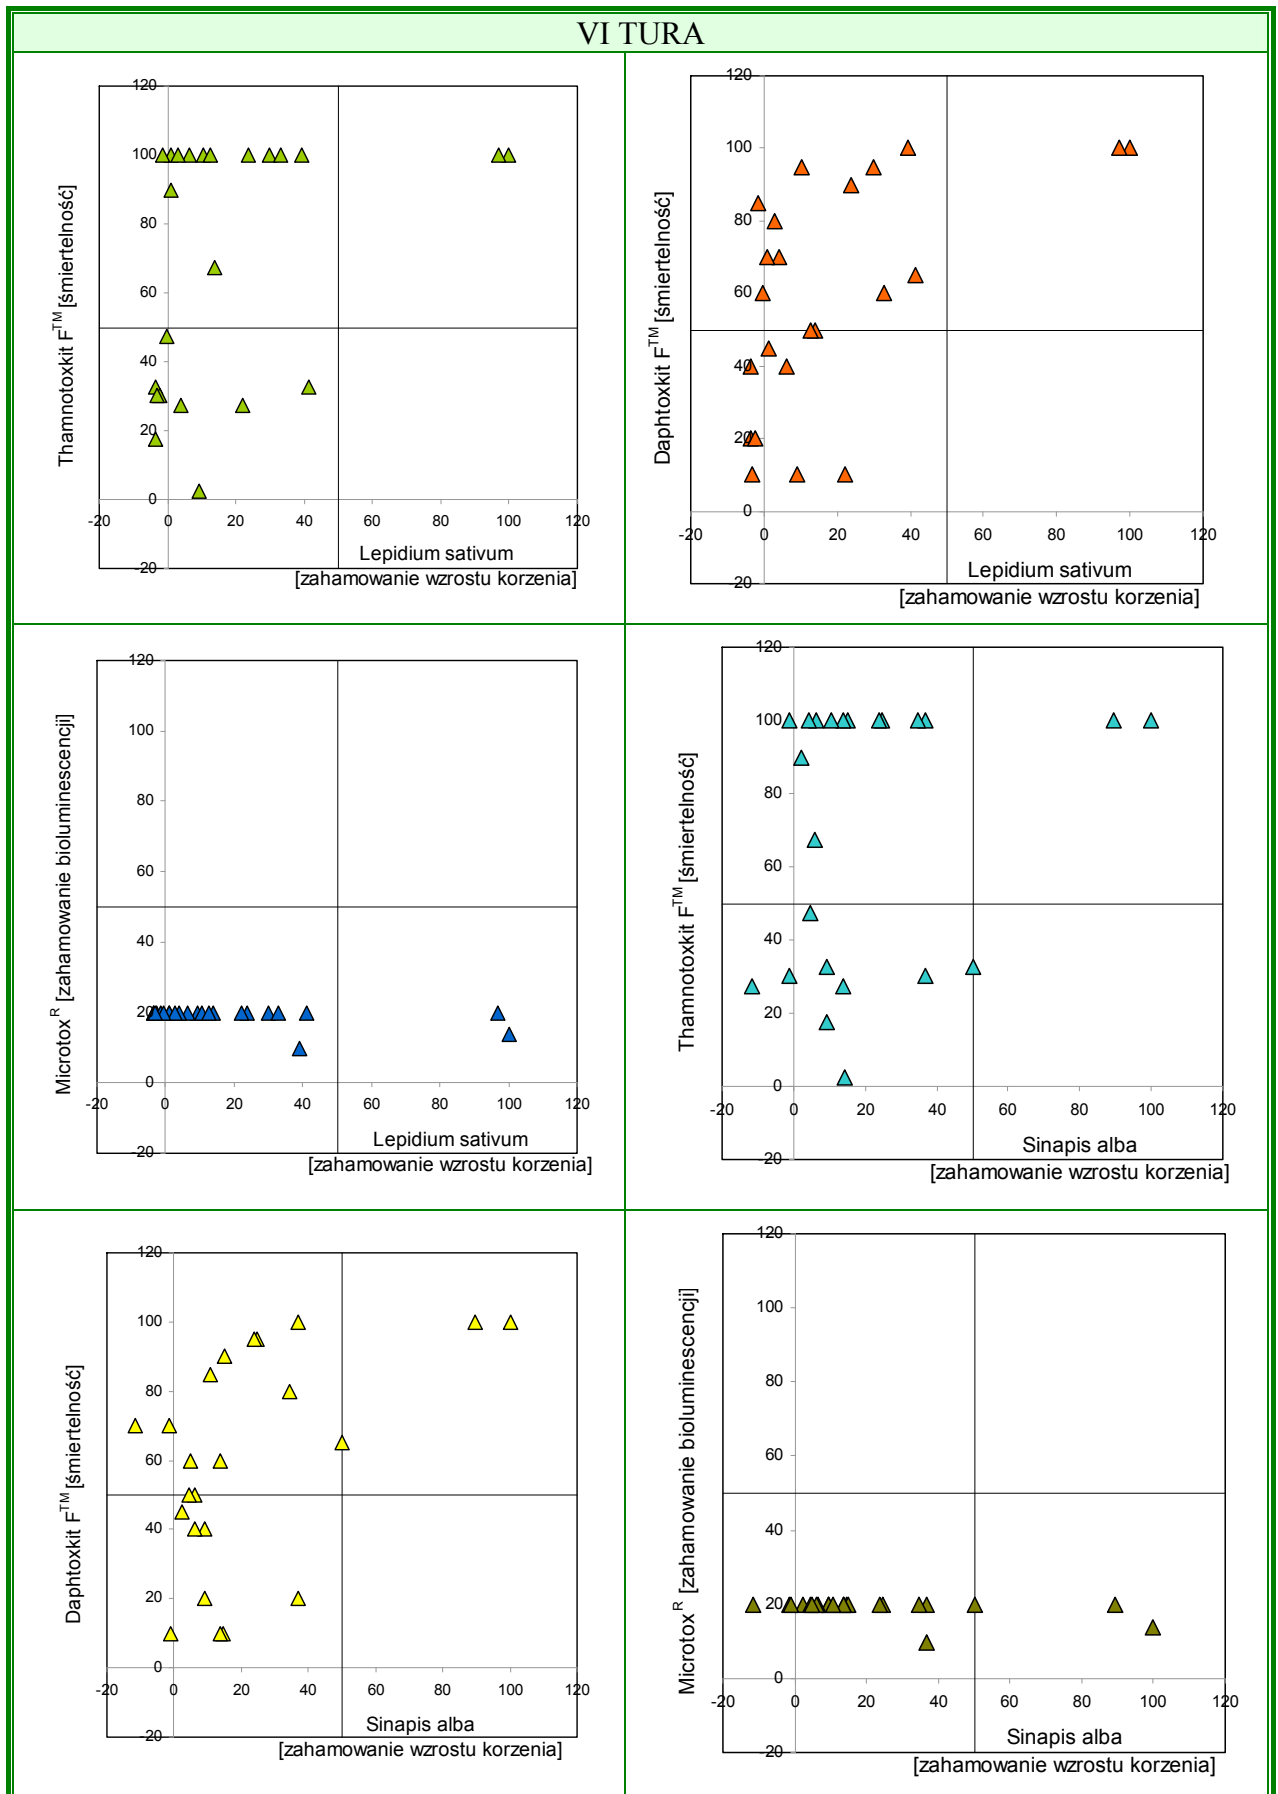 VI TURA
120
100
80
60
40
20
0
-20
-20 0 20 40 60 80 100 120
Thamnotoxkit F™ [śmiertelność]
Lepidium sativum
[zahamowanie wzrostu korzenia]
120
100
80
60
40
20
0
-20
-20 0 20 40 60 80 100 120
Daphtoxkit F™ [śmiertelność]
Lepidium sativum
[zahamowanie wzrostu korzenia]
120
100
80
60
40
20
0
-20
-20 0 20 40 60 80 100 120
Microtox R [zahamowanie bioluminescencji]
Lepidium sativum
[zahamowanie wzrostu korzenia]
120
100
80
60
40
20
0
-20
-20 0 20 40 60 80 100 120
Thamnotoxkit F™ [śmiertelność]
Sinapis alba
[zahamowanie wzrostu korzenia]
120
100
80
60
40
20
0
-20
-20 0 20 40 60 80 100 120
Daphtoxkit F™ [śmiertelność]
Sinapis alba
[zahamowanie wzrostu korzenia]
120
100
80
60
40
20
0
-20
-20 0 20 40 60 80 100 120
Microtox R [zahamowanie bioluminescencji]
Sinapis alba
[zahamowanie wzrostu korzenia]